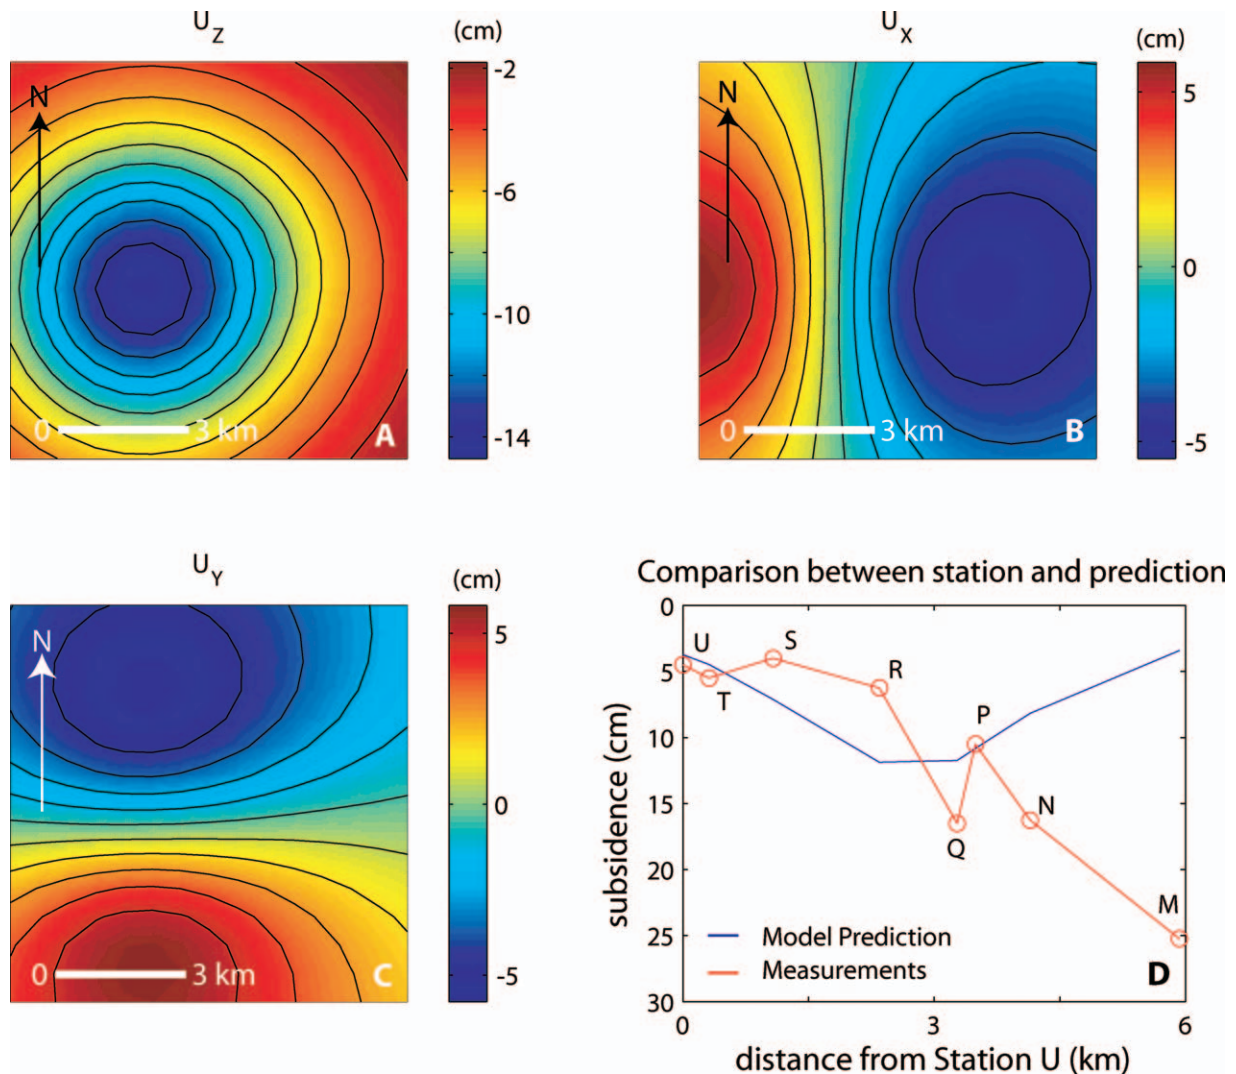 U_Z
(cm)
N
-2
-6
-10
-14
0 3 km A
U_X
(cm)
N
5
0
-5
0 3 km B
U_Y
(cm)
N
5
0
-5
0 3 km C
Comparison between station and prediction
0
5
10
15
20
25
30
subsidence (cm)
U
T
S
R
Q
P
N
M
Model Prediction
Measurements
D
0 3 6
distance from Station U (km)